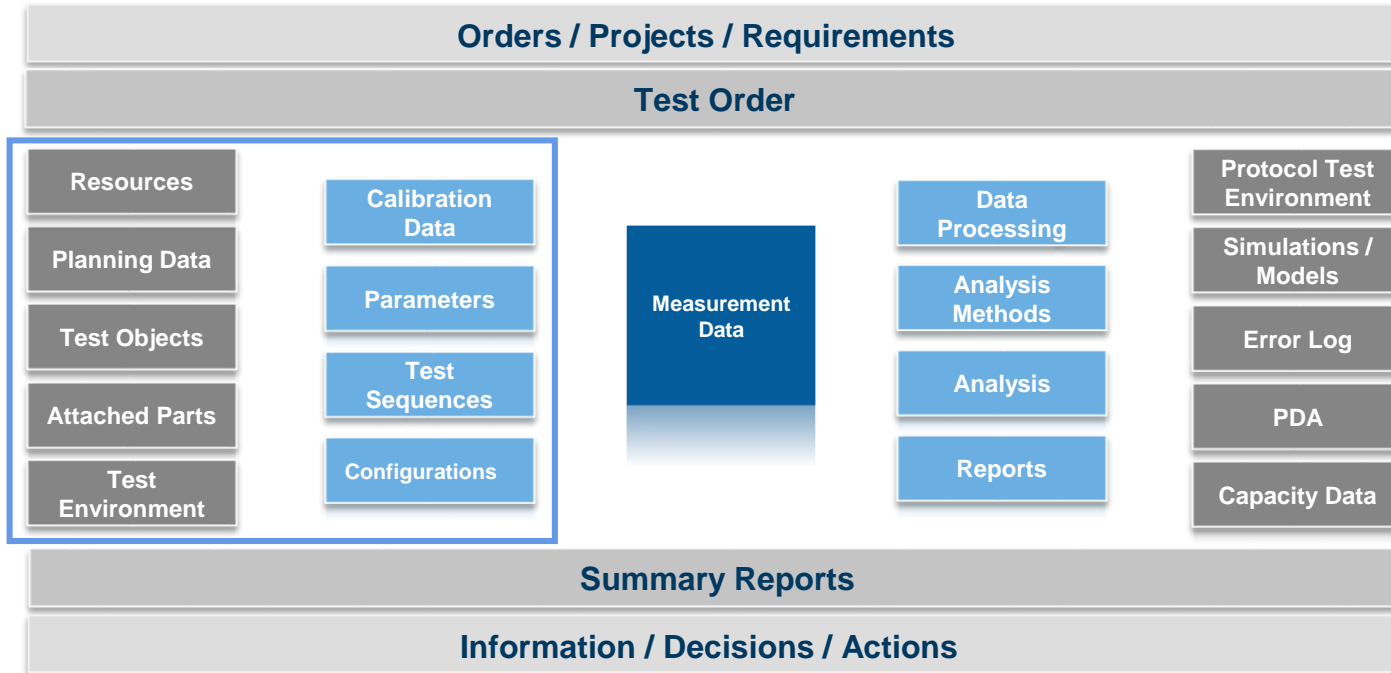 Orders / Projects / Requirements
Test Order
Resources
Planning Data
Test Objects
Attached Parts
Test
Environment
Calibration
Data
Parameters
Test
Sequences
Configurations
Measurement
Data
Data
Processing
Analysis
Methods
Analysis
Reports
Protocol Test
Environment
Simulations /
Models
Error Log
PDA
Capacity Data
Summary Reports
Information / Decisions / Actions